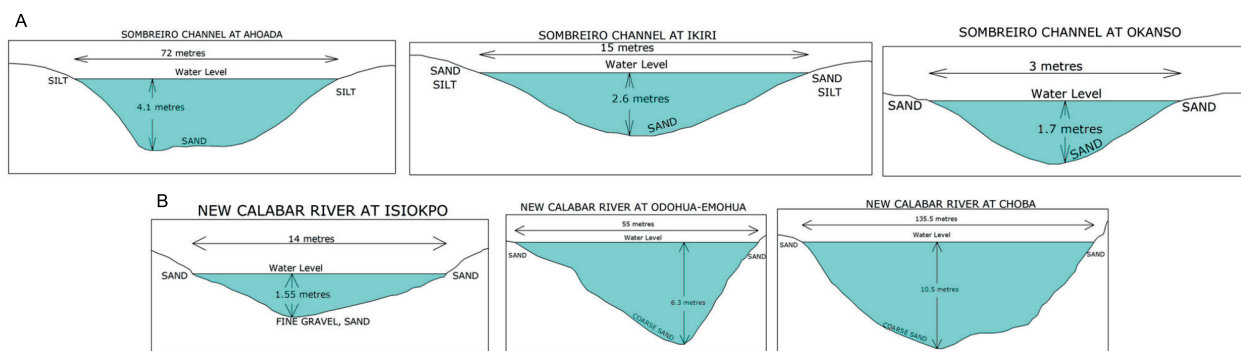 A
SOMBREIRO CHANNEL AT AHOADA
72 metres
Water Level
SILT
SILT
4.1 metres
SAND
SOMBREIRO CHANNEL AT IKIRI
15 metres
Water Level
SAND
SILT
SAND
SILT
2.6 metres
SAND
SOMBREIRO CHANNEL AT OKANSO
3 metres
Water Level
SAND
SAND
1.7 metres
SAND
B
NEW CALABAR RIVER AT ISIOKPO
14 metres
Water Level
SAND
SAND
1.55 metres
FINE GRAVEL, SAND
NEW CALABAR RIVER AT ODOHUA-EMOHUA
55 metres
Water Level
SAND
SAND
6.3 metres
COARSE SAND
NEW CALABAR RIVER AT CHOBA
135.5 metres
Water Level
SAND
SAND
10.5 metres
COARSE SAND